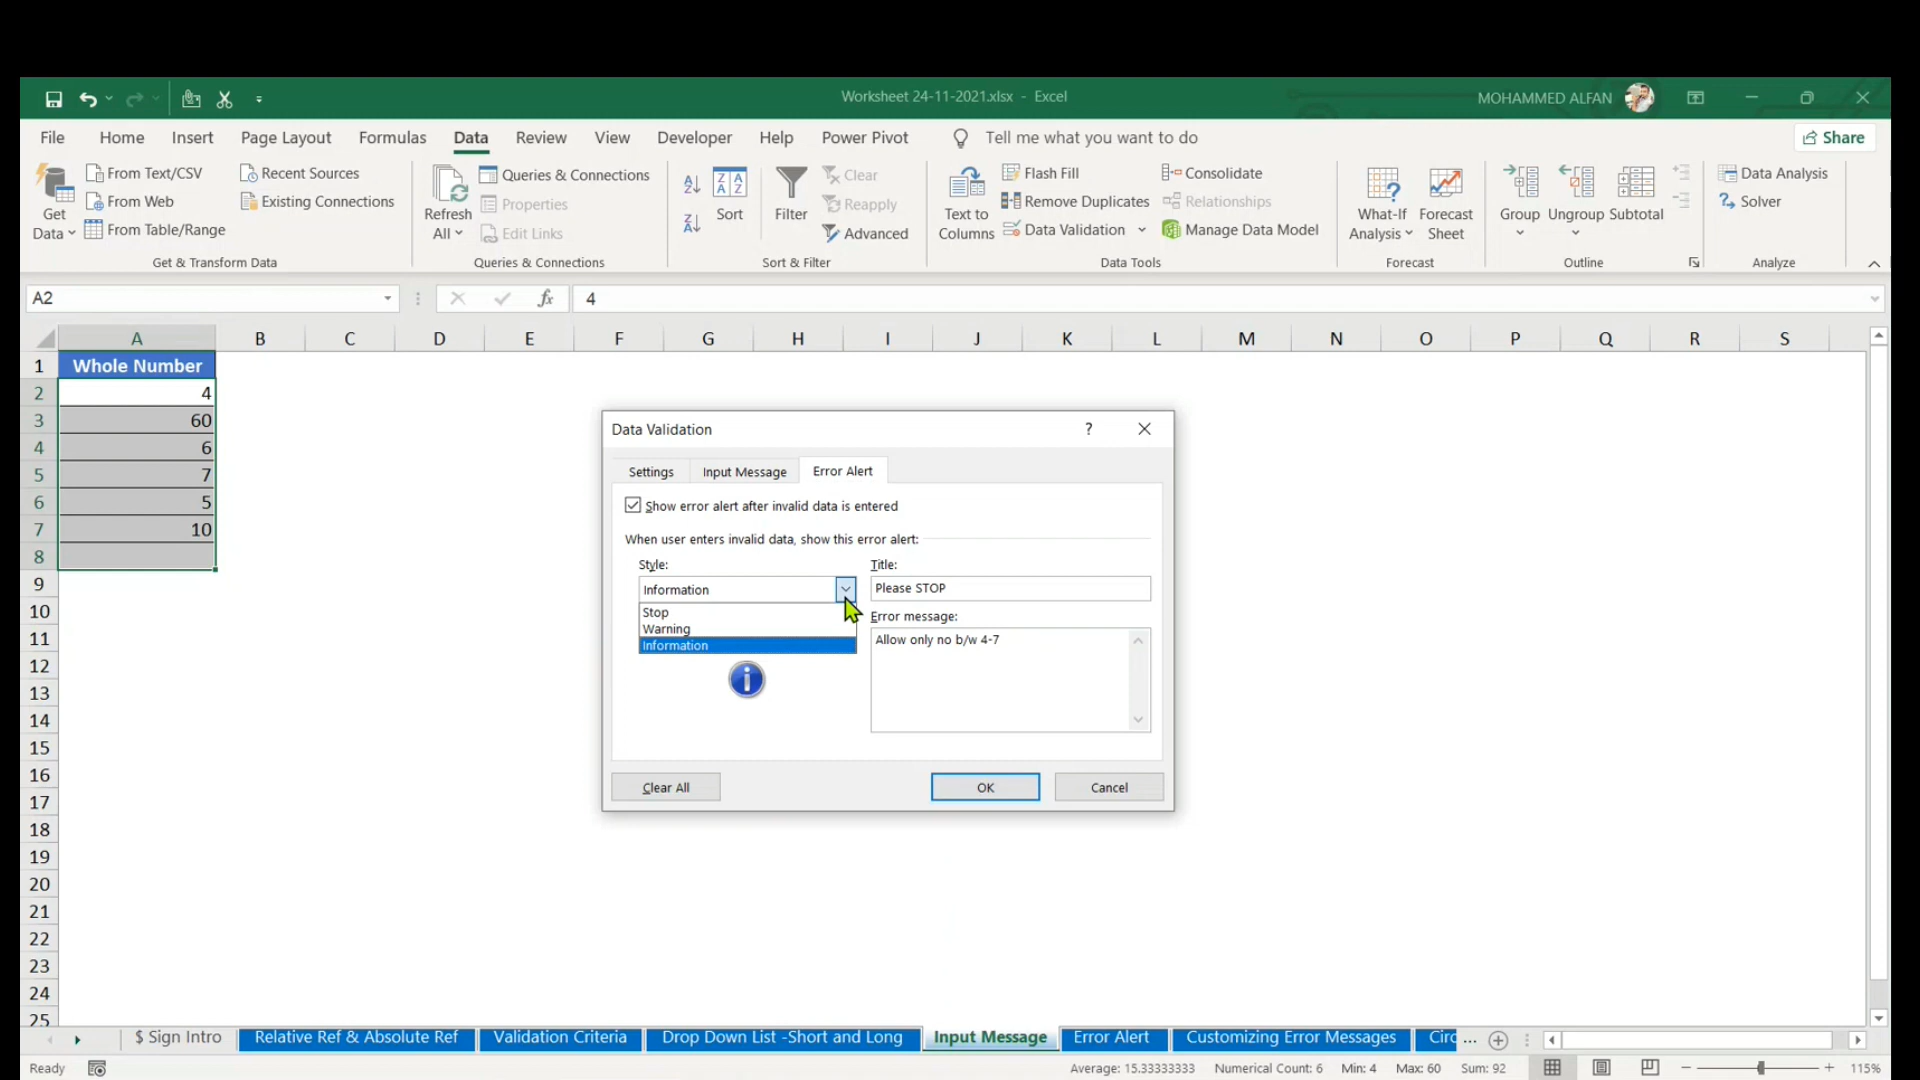 Worksheet 24-11-2021.xlsx - Excel
MOHAMMED ALFAN
File Home Insert Page Layout Formulas Data Review View Developer Help Power Pivot Tell me what you want to do Share
Get Data
From Text/CSV
From Web
From Table/Range
Recent Sources
Existing Connections
Get & Transform Data
Refresh All
Queries & Connections
Properties
Edit Links
Queries & Connections
Sort
Filter
Clear
Reapply
Advanced
Sort & Filter
Text to Columns
Flash Fill
Remove Duplicates
Data Validation
Consolidate
Relationships
Manage Data Model
Data Tools
What-If Analysis
Forecast Sheet
Forecast
Group
Ungroup
Subtotal
Outline
Data Analysis
Solver
Analyze
A2 fx 4
A B C D E F G H I J K L M N O P Q R S
1 Whole Number
2 4
3 60
4 6
5 7
6 5
7 10
8
9
10
11
12
13
14
15
16
17
18
19
20
21
22
23
24
25
Data Validation ?
Settings Input Message Error Alert
Show error alert after invalid data is entered
When user enters invalid data, show this error alert:
Style:
Information
Stop
Warning
Information
Title:
Please STOP
Error message:
Allow only no b/w 4-7
Clear All OK Cancel
$ Sign Intro Relative Ref & Absolute Ref Validation Criteria Drop Down List -Short and Long Input Message Error Alert Customizing Error Messages Circ ...
Ready Average: 15.33333333 Numerical Count: 6 Min: 4 Max: 60 Sum: 92 115%